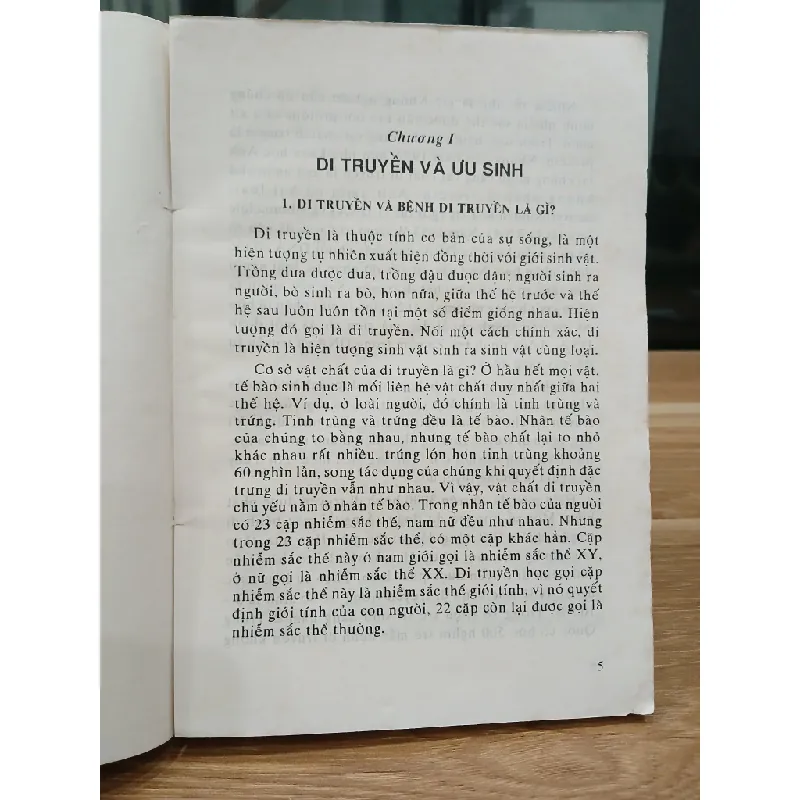 Chương I
DI TRUYỀN VÀ ƯU SINH
1. DI TRUYỀN VÀ BỆNH DI TRUYỀN LÀ GÌ?
Di truyền là thuộc tính cơ bản của sự sống, là một
hiện tượng tự nhiên xuất hiện đồng thời với giới sinh vật.
Trồng dưa được dưa, trồng đậu được đậu; người sinh ra
người, bò sinh ra bò, hơn nữa, giữa thế hệ trước và thế
hệ sau luôn luôn tồn tại một số điểm giống nhau. Hiện
tượng đó gọi là di truyền. Nói một cách chính xác, di
truyền là hiện tượng sinh vật sinh ra sinh vật cùng loại.
Cơ sở vật chất của di truyền là gì? Ở hầu hết mọi vật,
tế bào sinh dục là mối liên hệ vật chất duy nhất giữa hai
thế hệ. Ví dụ, ở loài người, đó chính là tinh trùng và
trứng. Tinh trùng và trứng đều là tế bào. Nhân tế bào
của chúng to bằng nhau, nhưng tế bào chất lại to nhỏ
khác nhau rất nhiều. trứng lớn hơn tinh trùng khoảng
60 nghìn lần, song tác dụng của chúng khi quyết định đặc
trưng di truyền vẫn như nhau. Vì vậy, vật chất di truyền
chủ yếu nằm ở nhân tế bào. Trong nhân tế bào của người
có 23 cặp nhiễm sắc thể, nam nữ đều như nhau. Nhưng
trong 23 cặp nhiễm sắc thể, có một cặp khác hẳn. Cặp
nhiễm sắc thể này ở nam giới gọi là nhiễm sắc thể XY,
ở nữ gọi là nhiễm sắc thể XX. Di truyền học gọi cặp
nhiễm sắc thể này là nhiễm sắc thể giới tính, vì nó quyết
định giới tính của con người, 22 cặp còn lại được gọi là
nhiễm sắc thể thường.
5